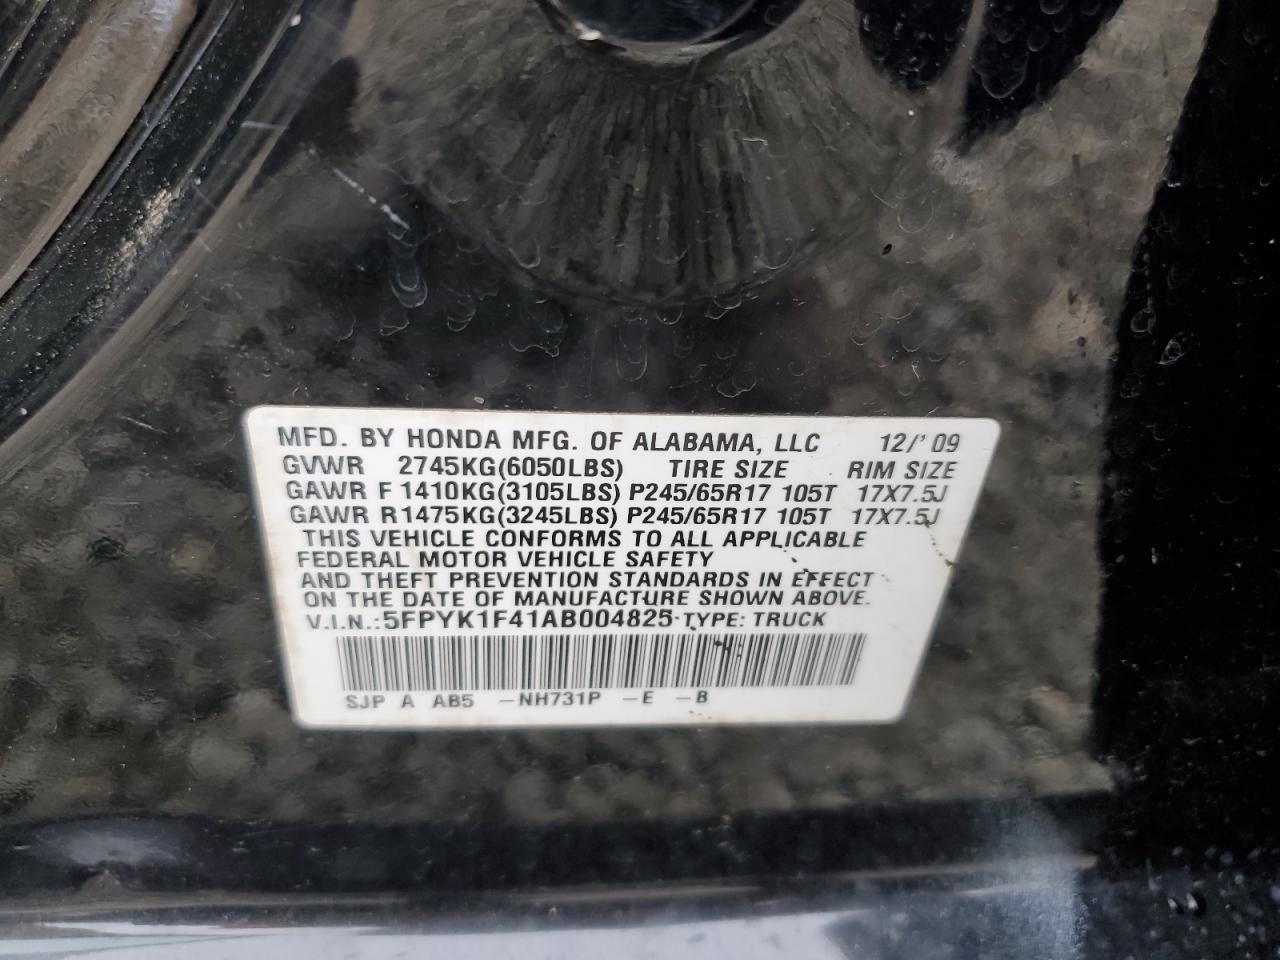 MFD. BY HONDA MFG. OF ALABAMA, LLC 12/'09
GVWR 2745KG(6050LBS) TIRE SIZE RIM SIZE
GAWR F 1410KG(3105LBS) P245/65R17 105T 17X7.5J
GAWR R1475KG(3245LBS) P245/65R17 105T 17X7.5J
THIS VEHICLE CONFORMS TO ALL APPLICABLE
FEDERAL MOTOR VEHICLE SAFETY
AND THEFT PREVENTION STANDARDS IN EFFECT
ON THE DATE OF MANUFACTURE SHOWN ABOVE.
V.I.N.:5FPYK1F41AB004825 TYPE: TRUCK
SJP A AB5 -NH731P -E -B